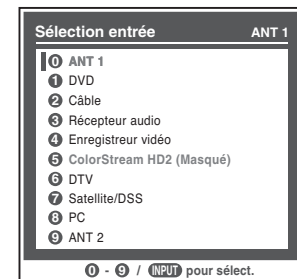 Sélection entrée ANT 1
0 ANT 1
1 DVD
2 Câble
3 Récepteur audio
4 Enregistreur vidéo
5 ColorStream HD2 (Masqué)
6 DTV
7 Satellite/DSS
8 PC
9 ANT 2
0 - 9 / INPUT pour sélect.